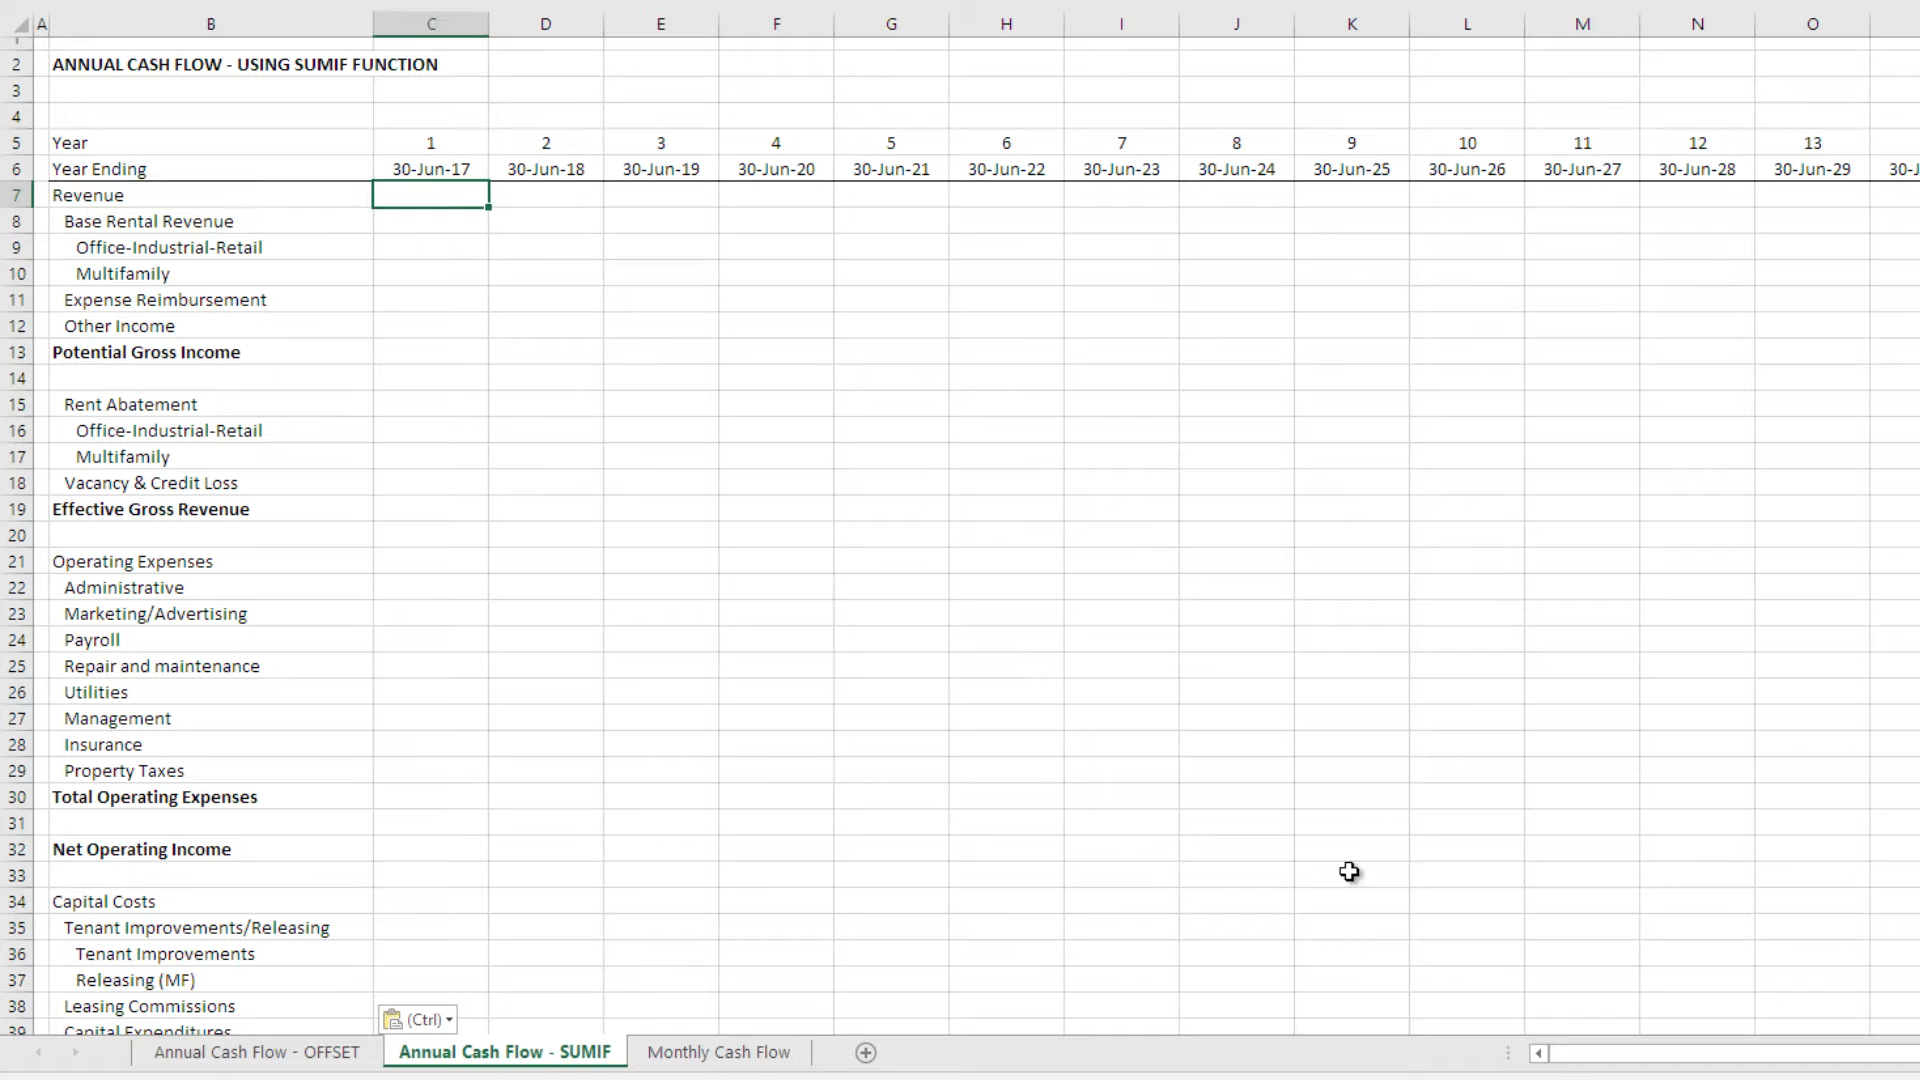 A B C D E F G H I J K L M N O
2 ANNUAL CASH FLOW - USING SUMIF FUNCTION
3
4
5 Year 1 2 3 4 5 6 7 8 9 10 11 12 13
6 Year Ending 30-Jun-17 30-Jun-18 30-Jun-19 30-Jun-20 30-Jun-21 30-Jun-22 30-Jun-23 30-Jun-24 30-Jun-25 30-Jun-26 30-Jun-27 30-Jun-28 30-Jun-29
7 Revenue
8 Base Rental Revenue
9 Office-Industrial-Retail
10 Multifamily
11 Expense Reimbursement
12 Other Income
13 Potential Gross Income
14
15 Rent Abatement
16 Office-Industrial-Retail
17 Multifamily
18 Vacancy & Credit Loss
19 Effective Gross Revenue
20
21 Operating Expenses
22 Administrative
23 Marketing/Advertising
24 Payroll
25 Repair and maintenance
26 Utilities
27 Management
28 Insurance
29 Property Taxes
30 Total Operating Expenses
31
32 Net Operating Income
33
34 Capital Costs
35 Tenant Improvements/Releasing
36 Tenant Improvements
37 Releasing (MF)
38 Leasing Commissions
39 Capital Expenditures
(Ctrl)
Annual Cash Flow - OFFSET Annual Cash Flow - SUMIF Monthly Cash Flow